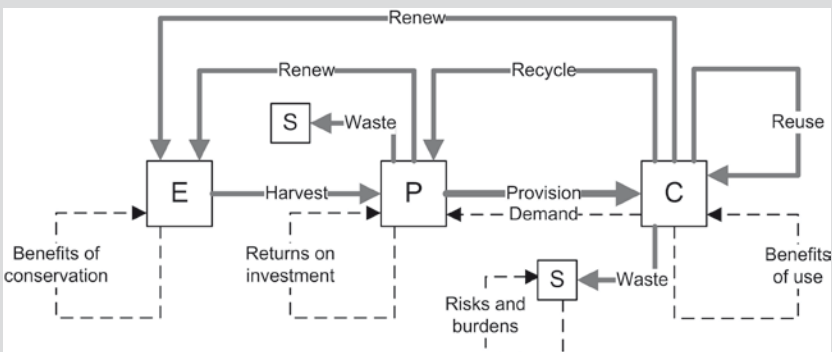 Renew
Renew
Recycle
S
Waste
Reuse
E
Harvest
P
Provision
C
Demand
Benefits of
conservation
Returns on
investment
S
Waste
Benefits
of use
Risks and
burdens